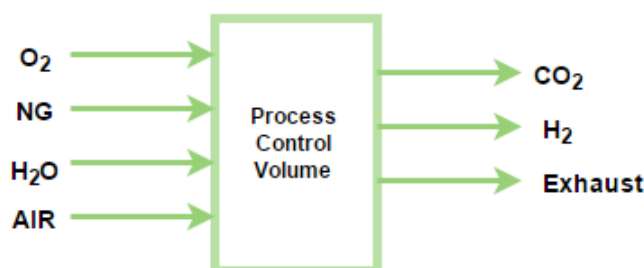 O₂
NG
H₂O
AIR
Process
Control
Volume
CO₂
H₂
Exhaust